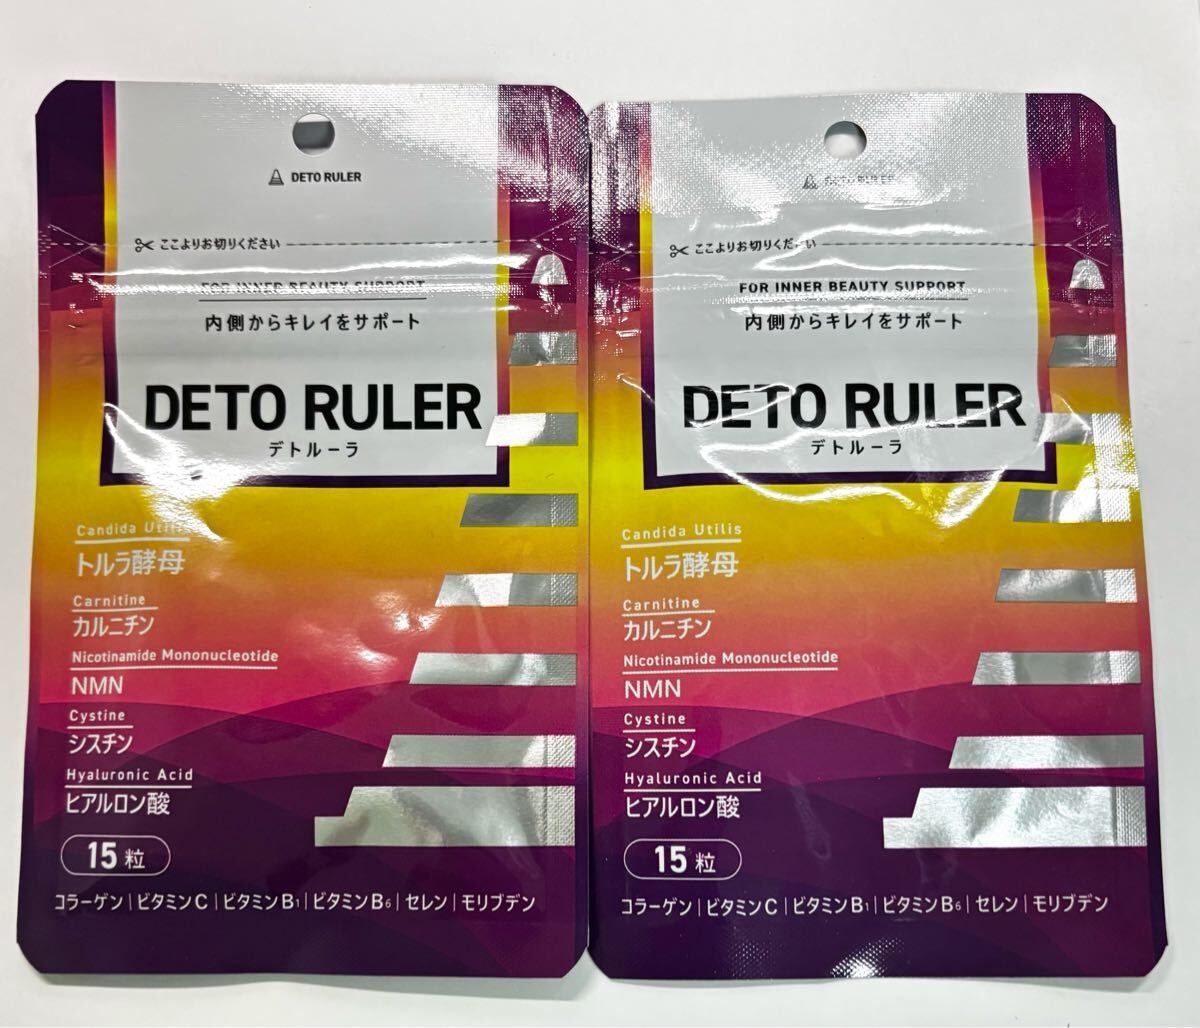 DETO RULER
ここよりお切りください
FOR INNER BEAUTY SUPPORT
内側からキレイをサポート
DETO RULER
デトルーラ
Candida Utilis
トルラ酵母
Carnitine
カルニチン
Nicotinamide Mononucleotide
NMN
Cystine
シスチン
Hyaluronic Acid
ヒアルロン酸
15粒
コラーゲン|ビタミンC|ビタミンB1|ビタミンB6|セレン|モリブデン
DETO RULER
ここよりお切りください
FOR INNER BEAUTY SUPPORT
内側からキレイをサポート
DETO RULER
デトルーラ
Candida Utilis
トルラ酵母
Carnitine
カルニチン
Nicotinamide Mononucleotide
NMN
Cystine
シスチン
Hyaluronic Acid
ヒアルロン酸
15粒
コラーゲン|ビタミンC|ビタミンB1|ビタミンB6|セレン|モリブデン